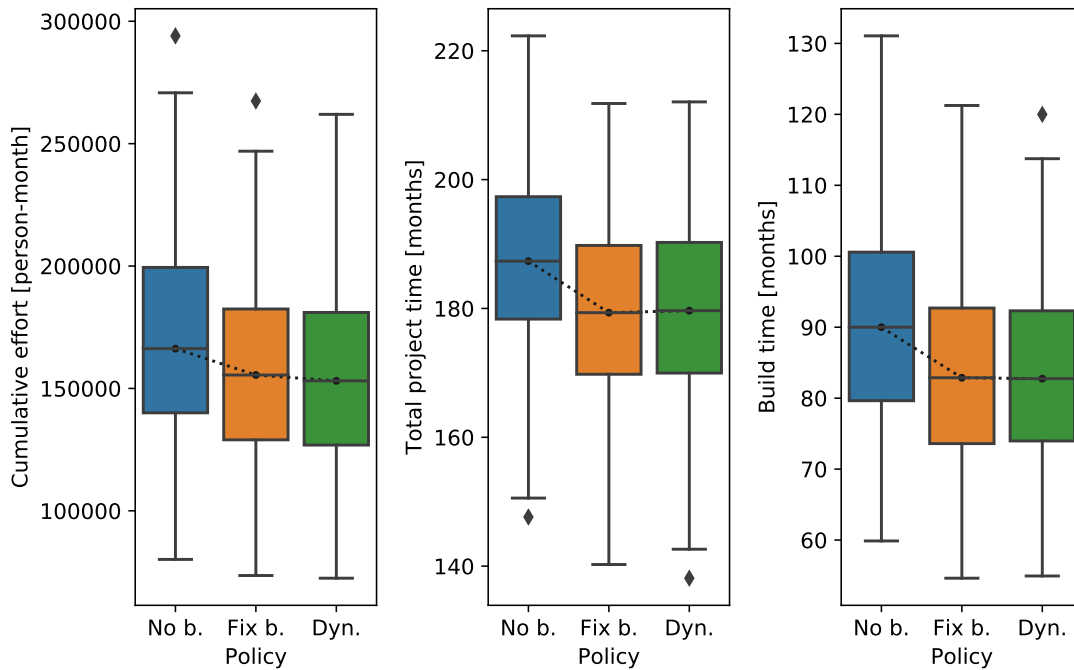 Cumulative effort [person-month]
300000
250000
200000
150000
100000
No b. Fix b. Dyn.
Policy
Total project time [months]
220
200
180
160
140
No b. Fix b. Dyn.
Policy
Build time [months]
130
120
110
100
90
80
70
60
No b. Fix b. Dyn.
Policy